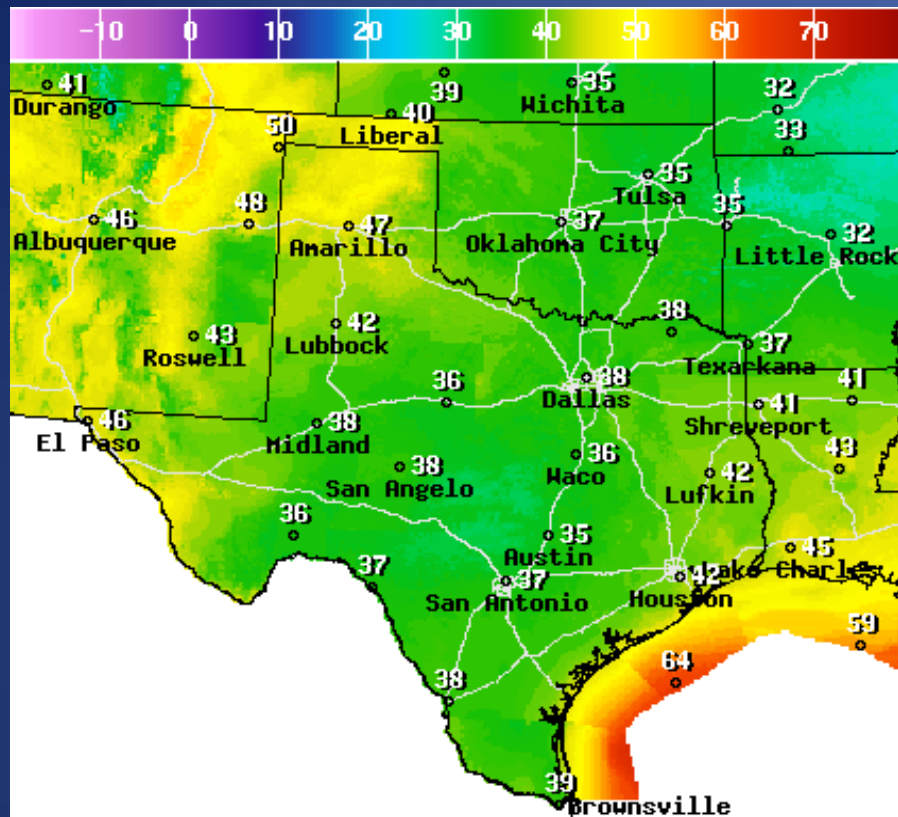 -10 0 10 20 30 40 50 60 70
41 39 35 32
Durango Wichita
40
Liberal
50 33
35
Tulsa
46 48 47 37 35 32
Albuquerque Amarillo Oklahoma City Little Rock
43 42 38 37
Roswell Lubbock Texarkana
36 38 41 41
Dallas Shreveport
46 38
El Paso Midland
38 36 42 43
San Angelo Waco Lufkin
36 35 45
Austin Lake Charles
37 37 42
San Antonio Houston
59
38 64
39
Brownsville